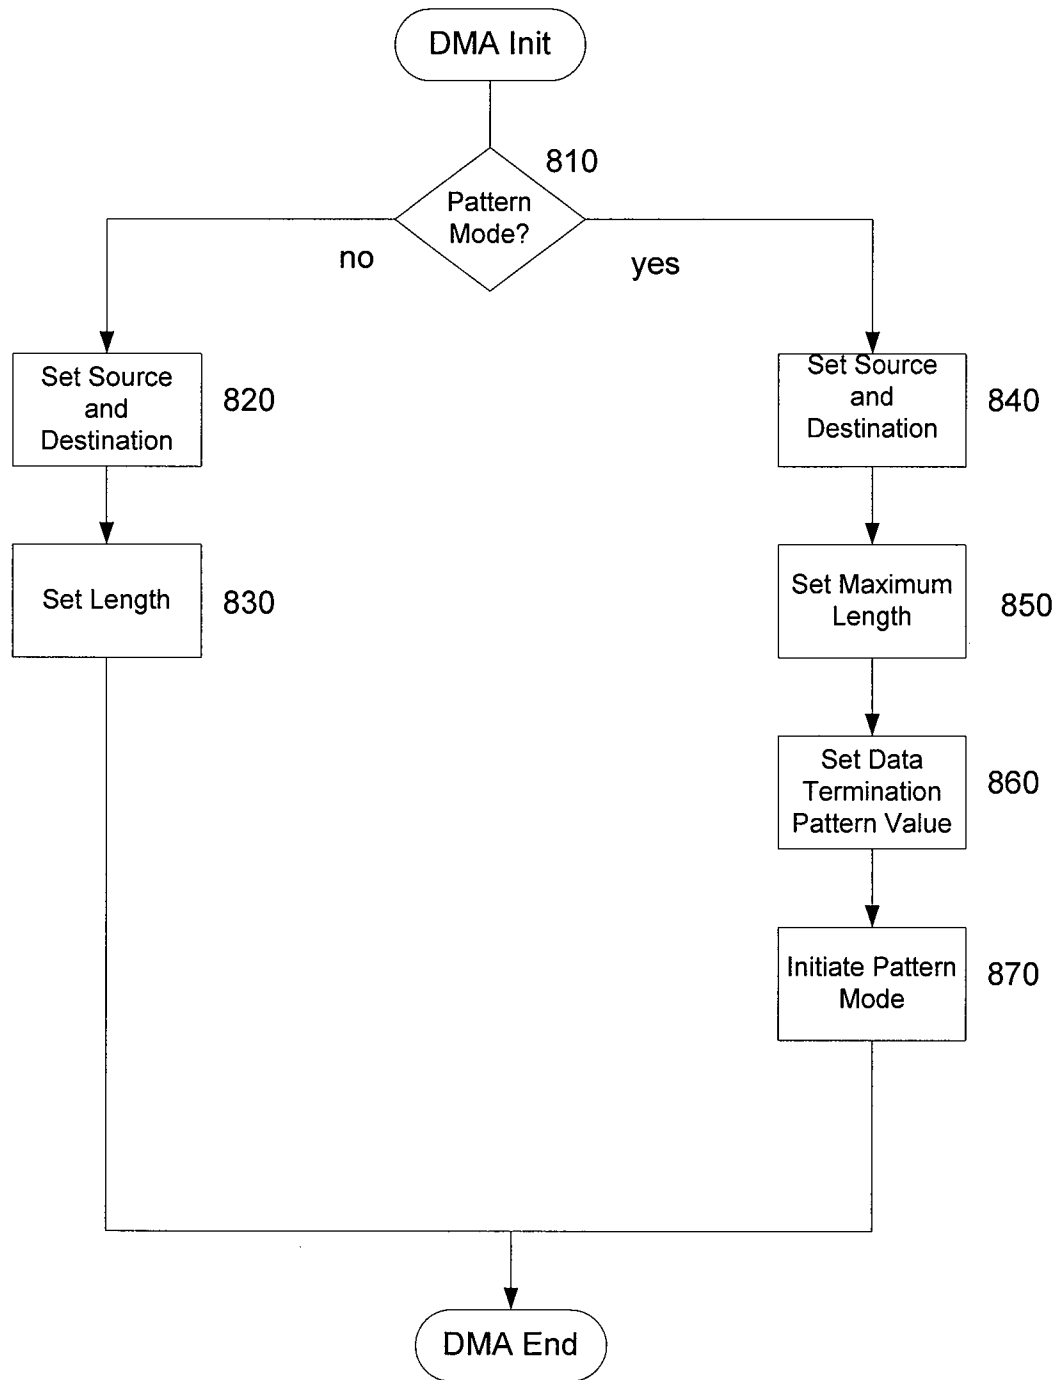 DMA Init
810
Pattern
Mode?
no
yes
Set Source
and
Destination
820
Set Source
and
Destination
840
Set Length
830
Set Maximum
Length
850
Set Data
Termination
Pattern Value
860
Initiate Pattern
Mode
870
DMA End